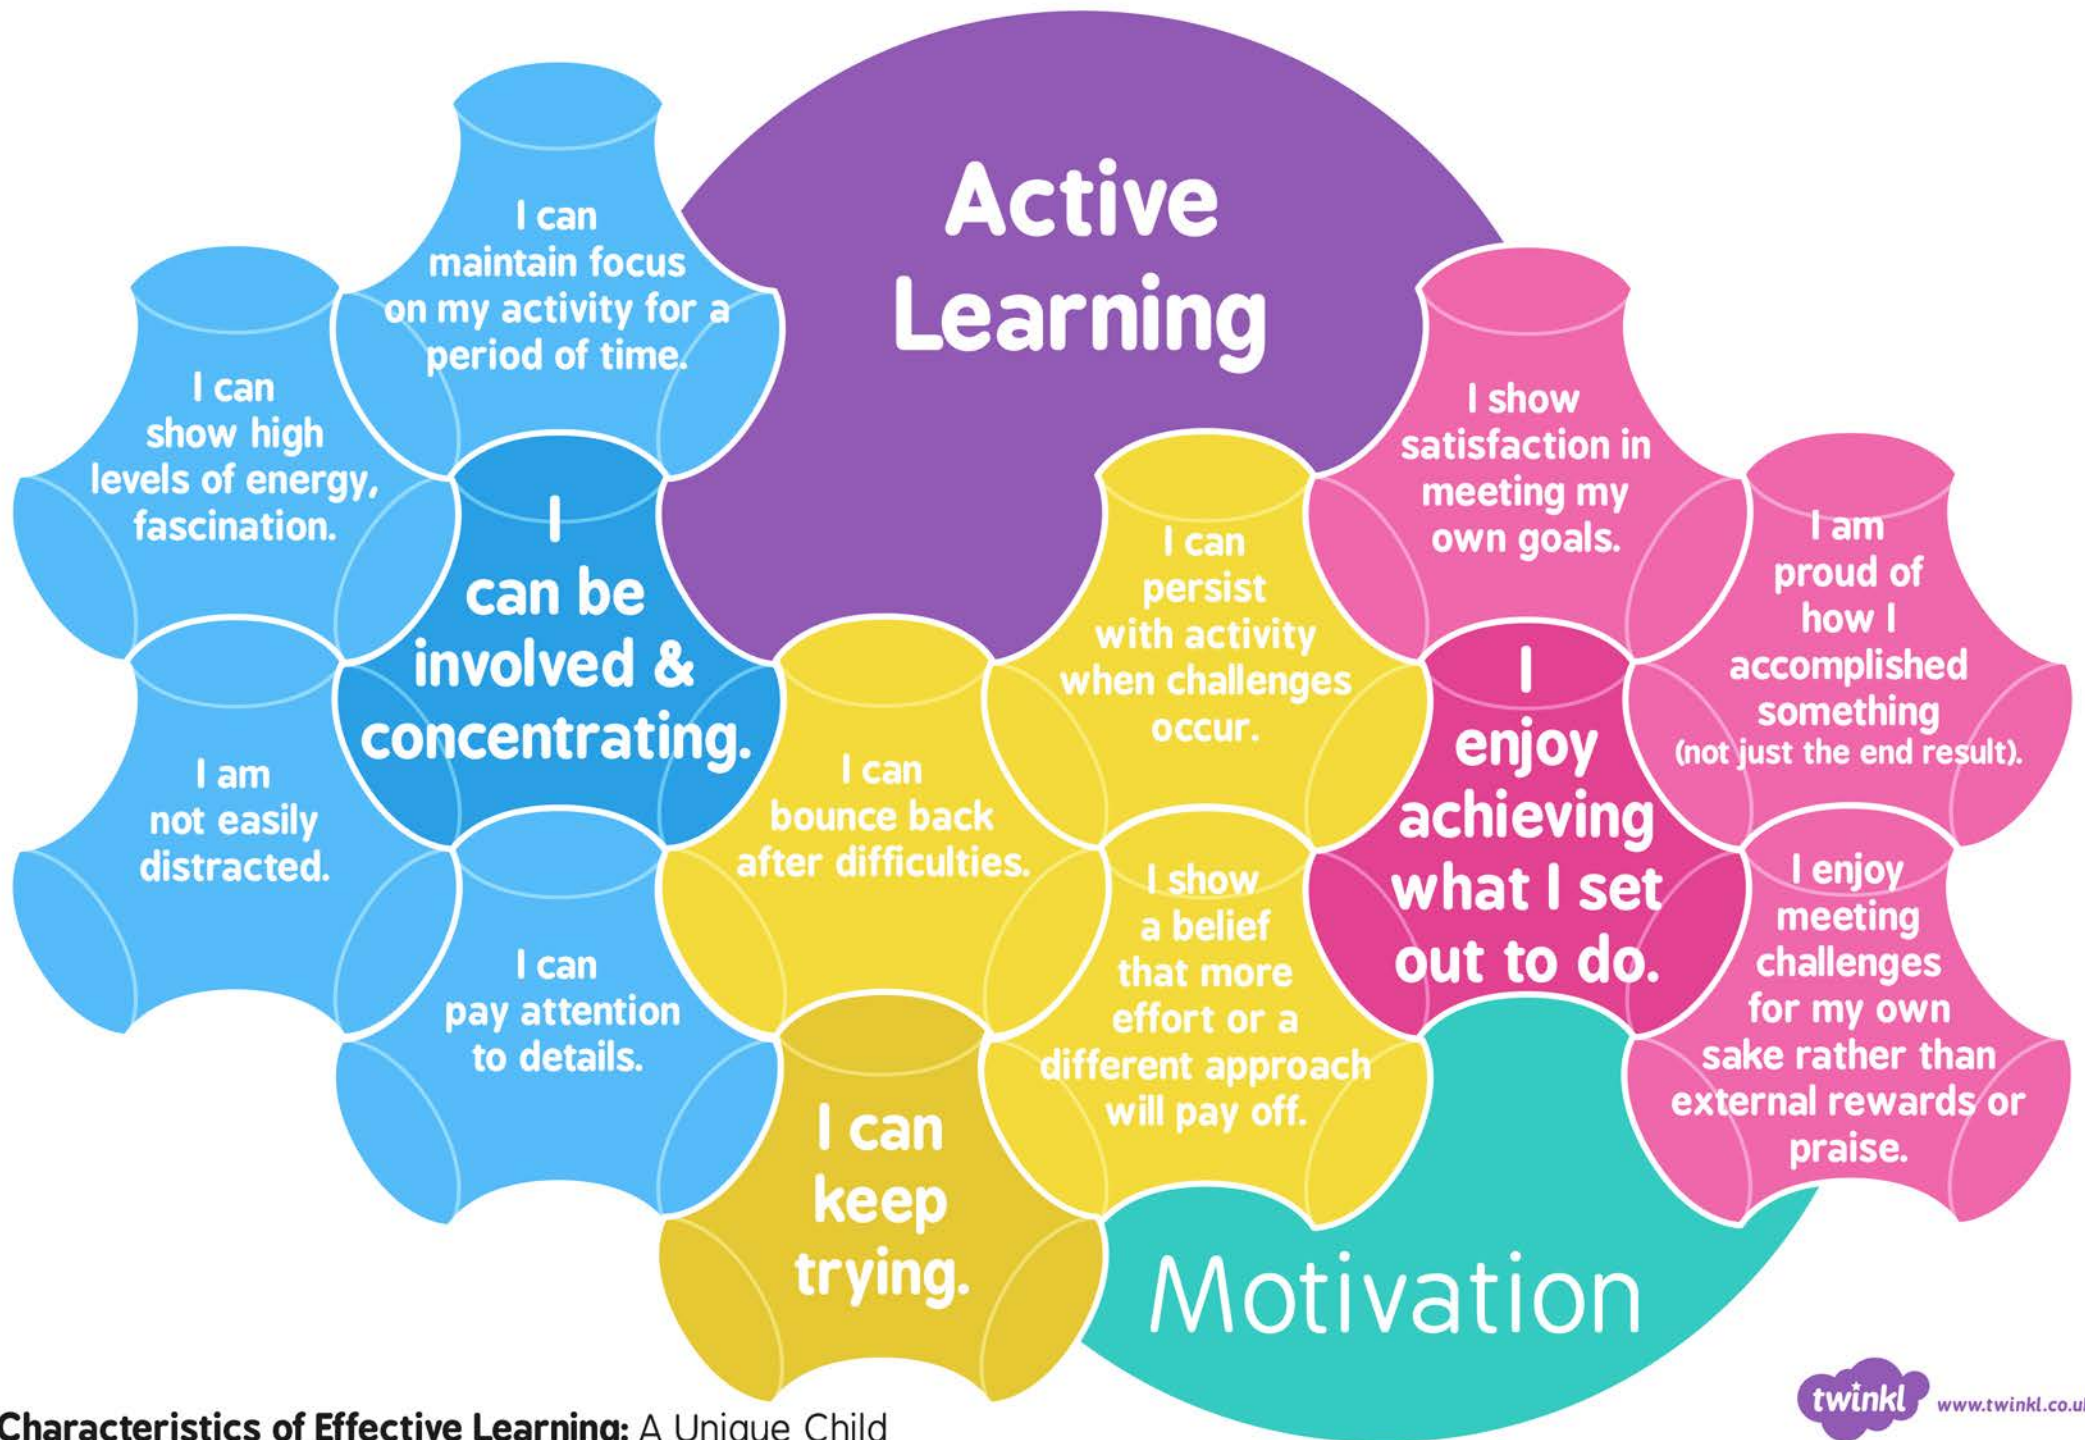 Active
Learning
I can
maintain focus
on my activity for a
period of time.
I can
show high
levels of energy,
fascination.
I
can be
involved &
concentrating.
I am
not easily
distracted.
I can
pay attention
to details.
I can
bounce back
after difficulties.
I can
persist
with activity
when challenges
occur.
I show
a belief
that more
effort or a
different approach
will pay off.
I can
keep
trying.
I show
satisfaction in
meeting my
own goals.
I am
proud of
how I
accomplished
something
(not just the end result).
I
enjoy
achieving
what I set
out to do.
I enjoy
meeting
challenges
for my own
sake rather than
external rewards or
praise.
Motivation
Characteristics of Effective Learning: A Unique Child
twinkl
www.twinkl.co.uk